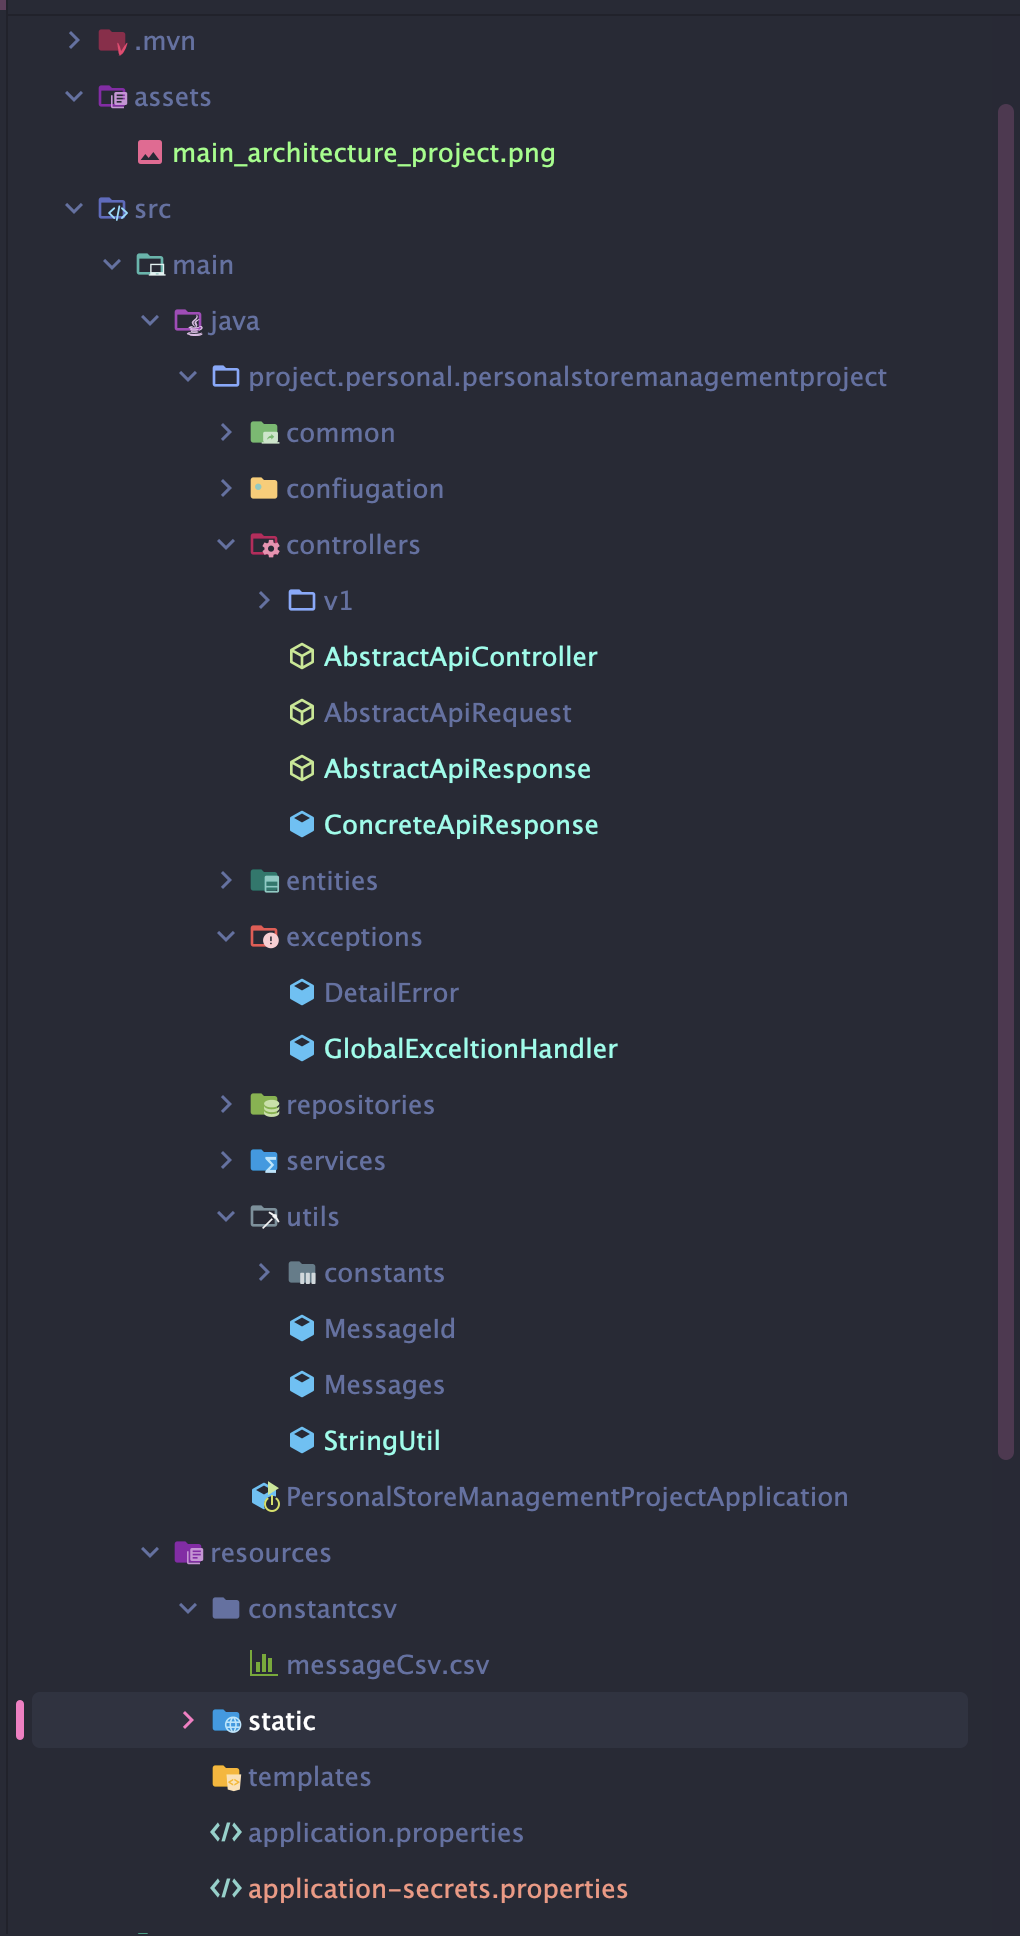 .mvn
assets
main_architecture_project.png
src
main
java
project.personal.personalstoremanagementproject
common
confiugation
controllers
v1
AbstractApiController
AbstractApiRequest
AbstractApiResponse
ConcreteApiResponse
entities
exceptions
DetailError
GlobalExceltionHandler
repositories
services
utils
constants
MessageId
Messages
StringUtil
PersonalStoreManagementProjectApplication
resources
constantcsv
messageCsv.csv
static
templates
application.properties
application-secrets.properties